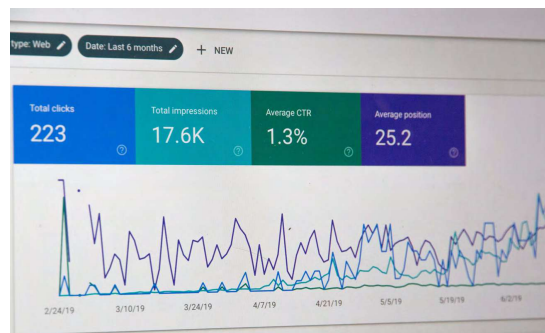 type: Web
Date: Last 6 months
+ NEW
Total clicks
223
Total impressions
17.6K
Average CTR
1.3%
Average position
25.2
2/24/19
3/10/19
3/24/19
4/7/19
4/21/19
5/5/19
5/19/19
6/2/19